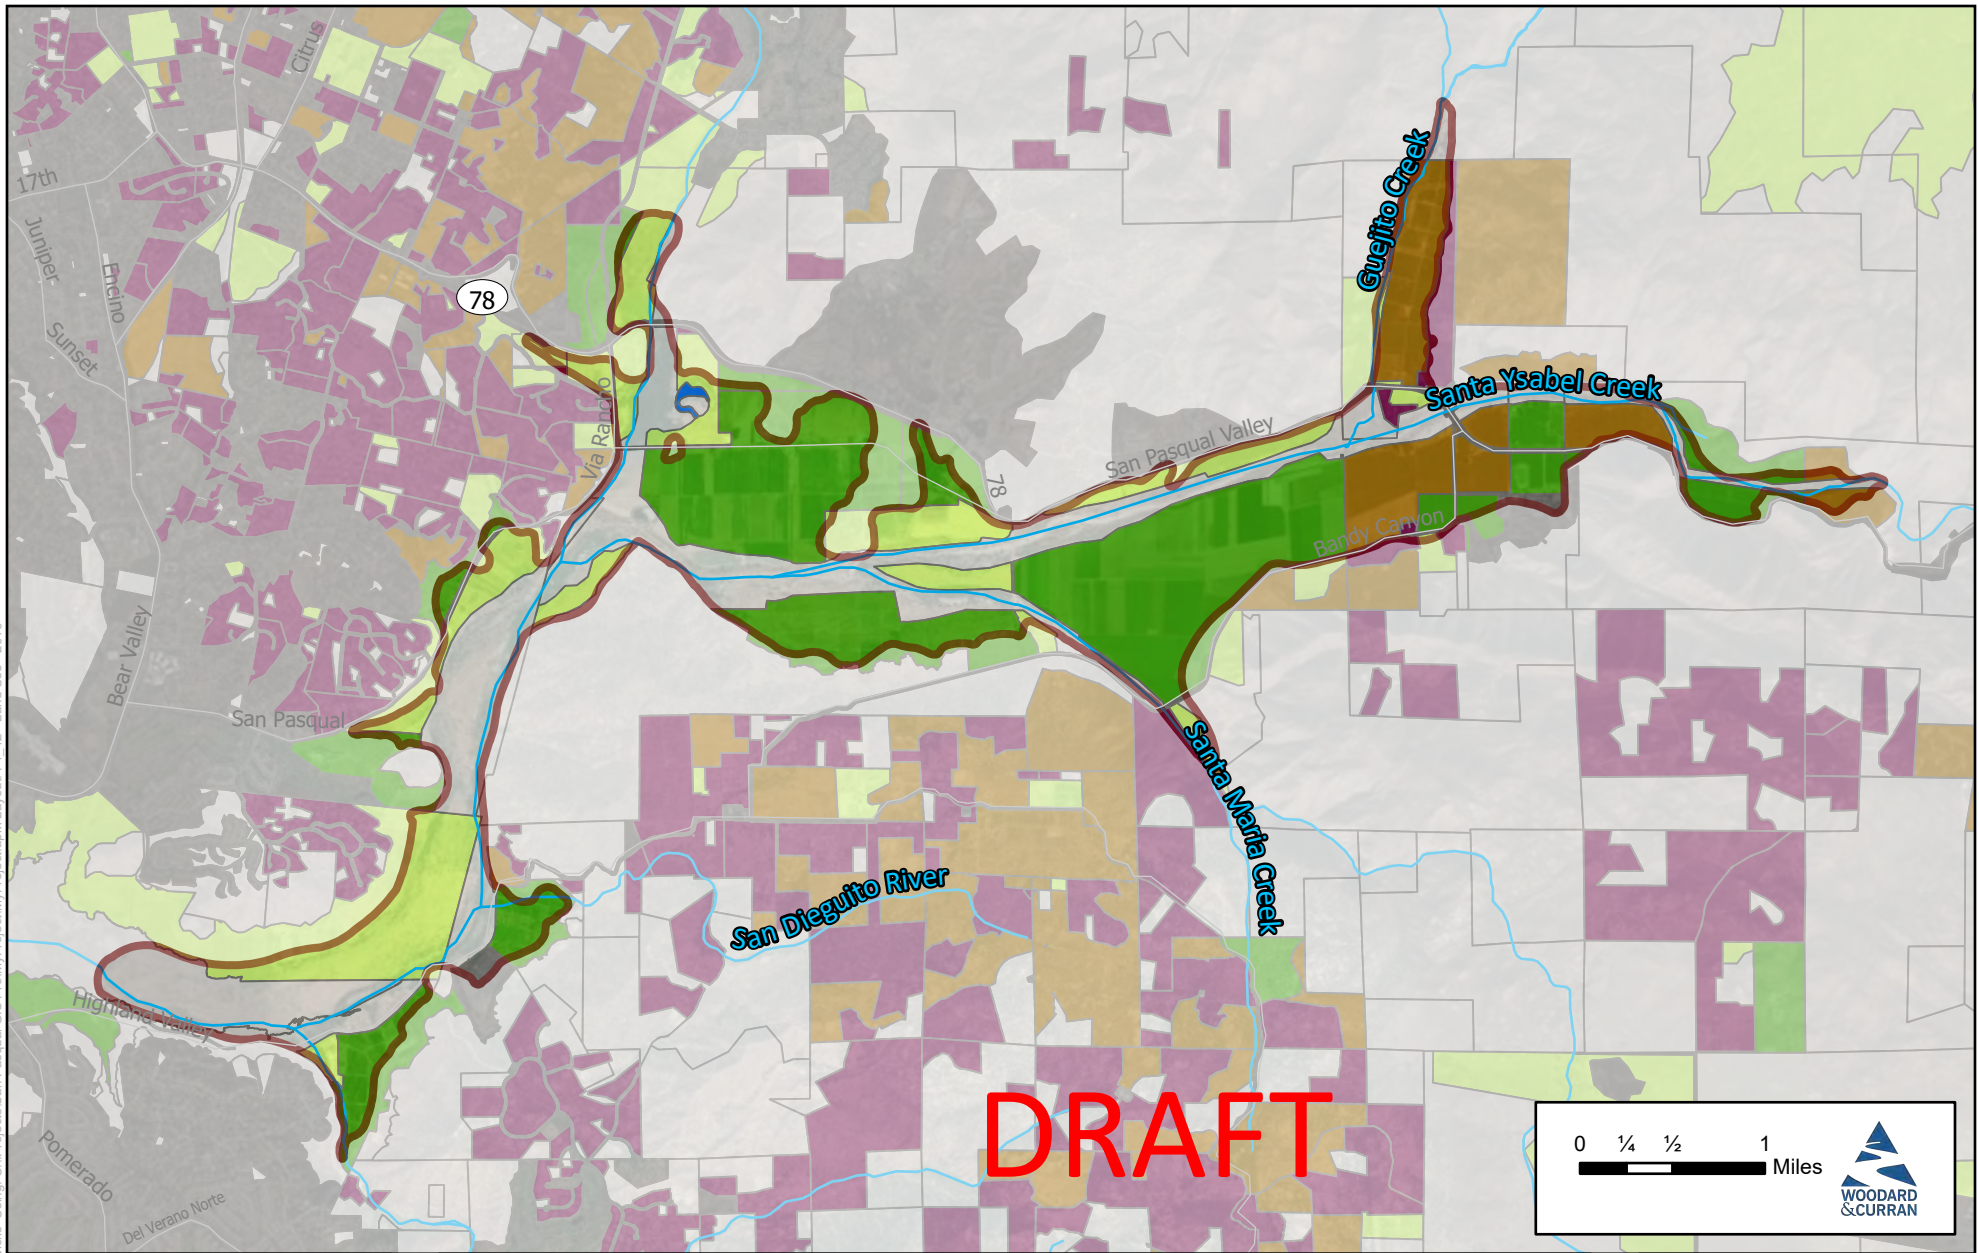 Citrus
17th
Juniper
Encino
Sunset
78
Via Rancho
Guejito Creek
Santa Ysabel Creek
San Pasqual Valley
78
Bandy Canyon
Bear Valley
San Pasqual
Santa Maria Creek
San Dieguito River
Highland Valley
Pomerado
Del Verano Norte
DRAFT
0 ¼ ½ 1
Miles
WOODARD
&CURRAN